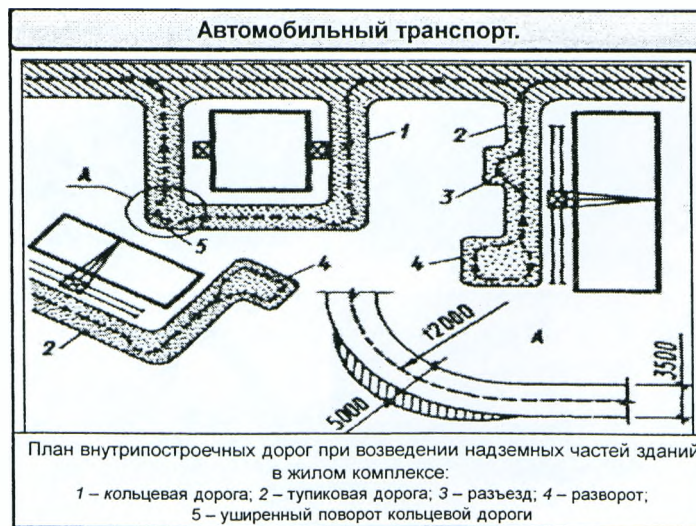 Автомобильный транспорт.
1
2
А
3
5
4
4
2
12000
А
5000
3500
План внутрипостроечных дорог при возведении надземных частей зданий
в жилом комплексе:
1 – кольцевая дорога; 2 – тупиковая дорога; 3 – разъезд; 4 – разворот;
5 – уширенный поворот кольцевой дороги